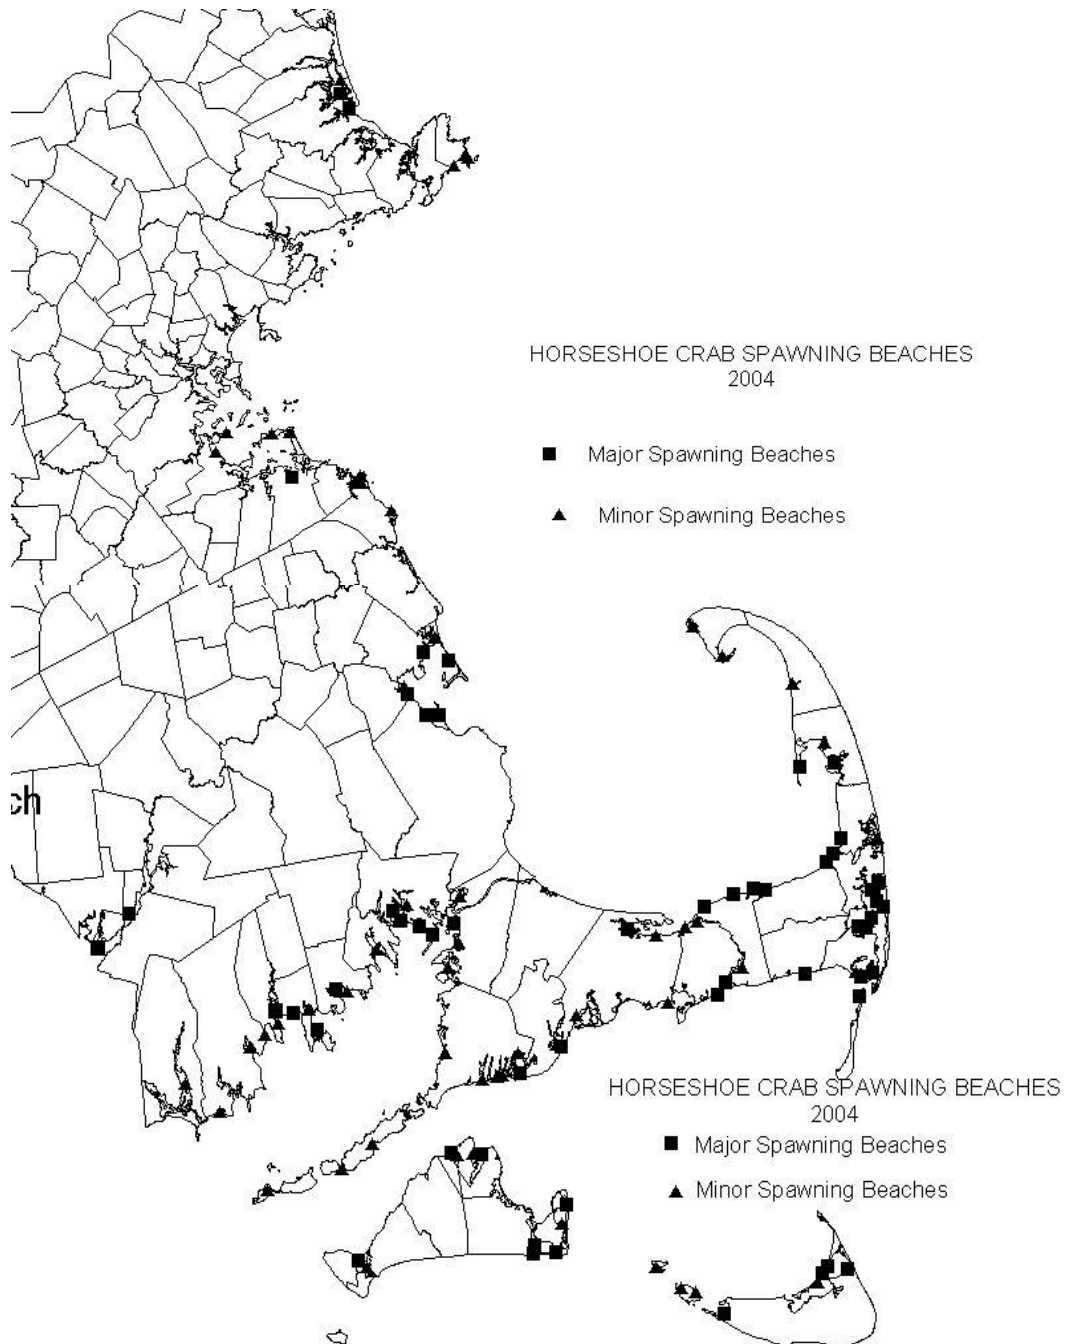 HORSESHOE CRAB SPAWNING BEACHES
2004
Major Spawning Beaches
Minor Spawning Beaches
ch
HORSESHOE CRAB SPAWNING BEACHES
2004
Major Spawning Beaches
Minor Spawning Beaches